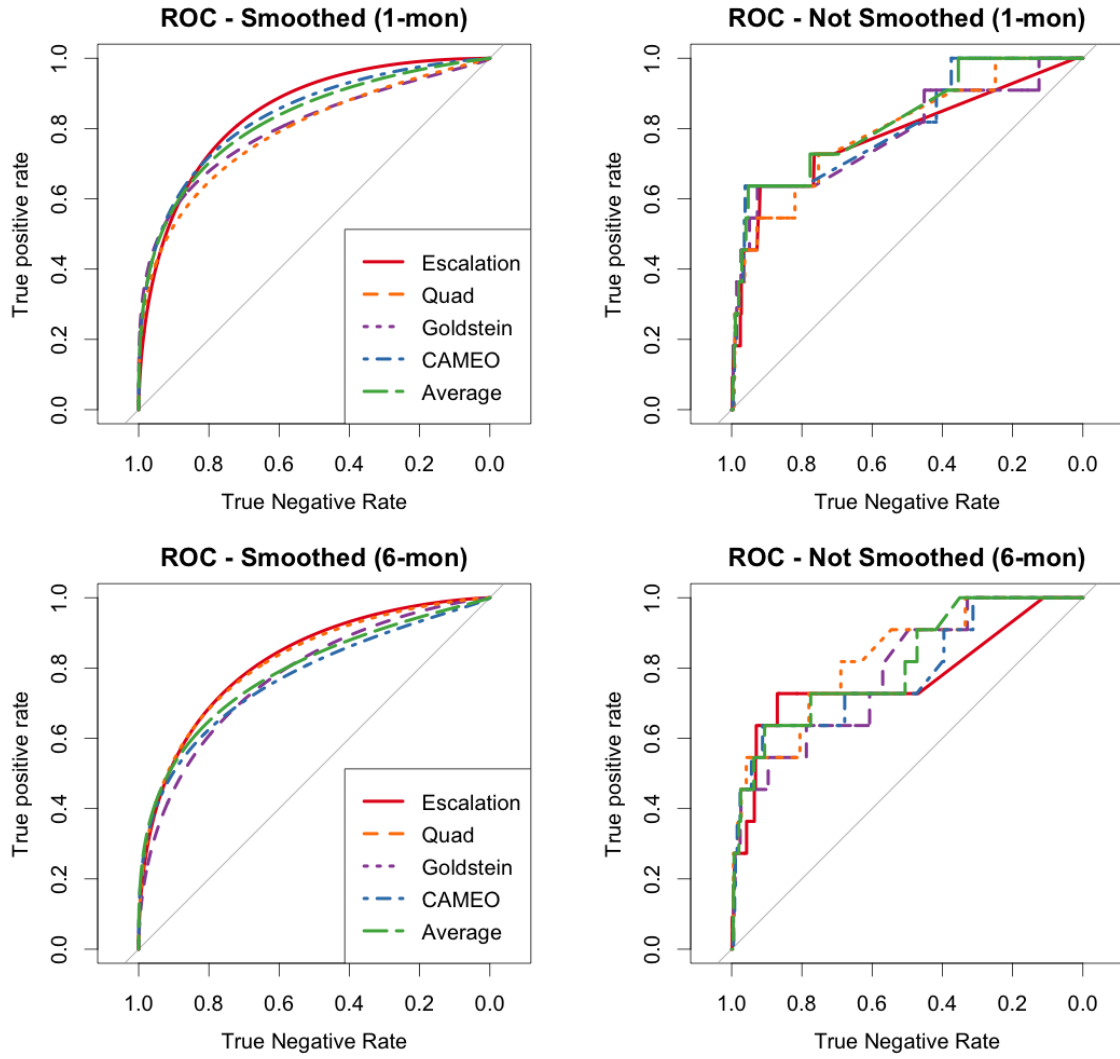 ROC - Smoothed (1-mon)
True positive rate
0.0 0.2 0.4 0.6 0.8 1.0
Escalation
Quad
Goldstein
CAMEO
Average
1.0 0.8 0.6 0.4 0.2 0.0
True Negative Rate
ROC - Not Smoothed (1-mon)
True positive rate
0.0 0.2 0.4 0.6 0.8 1.0
1.0 0.8 0.6 0.4 0.2 0.0
True Negative Rate
ROC - Smoothed (6-mon)
True positive rate
0.0 0.2 0.4 0.6 0.8 1.0
Escalation
Quad
Goldstein
CAMEO
Average
1.0 0.8 0.6 0.4 0.2 0.0
True Negative Rate
ROC - Not Smoothed (6-mon)
True positive rate
0.0 0.2 0.4 0.6 0.8 1.0
1.0 0.8 0.6 0.4 0.2 0.0
True Negative Rate